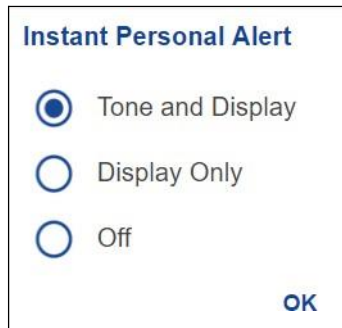 Instant Personal Alert
Tone and Display
Display Only
Off
OK